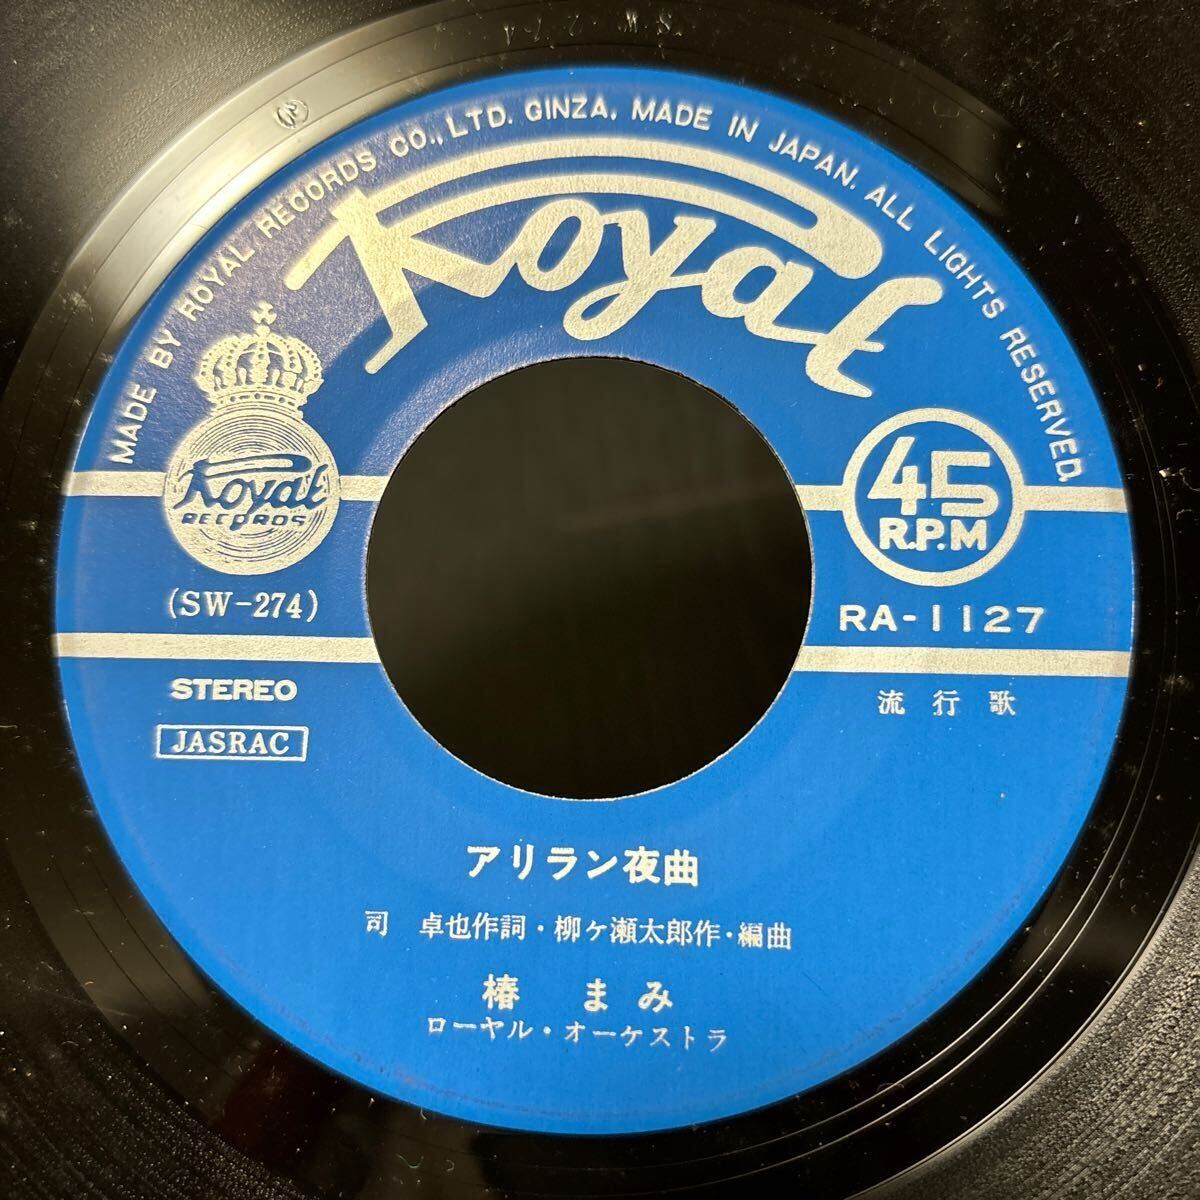 MADE BY ROYAL RECORDS CO., LTD. GINZA, MADE IN JAPAN. ALL LIGHTS RESERVED.
Royal
Royal
RECORDS
45
R.P.M
(SW-274)
RA-1127
STEREO
流行歌
JASRAC
アリラン夜曲
司 卓也作詞・柳ケ瀬太郎作・編曲
椿 まみ
ローヤル・オーケストラ